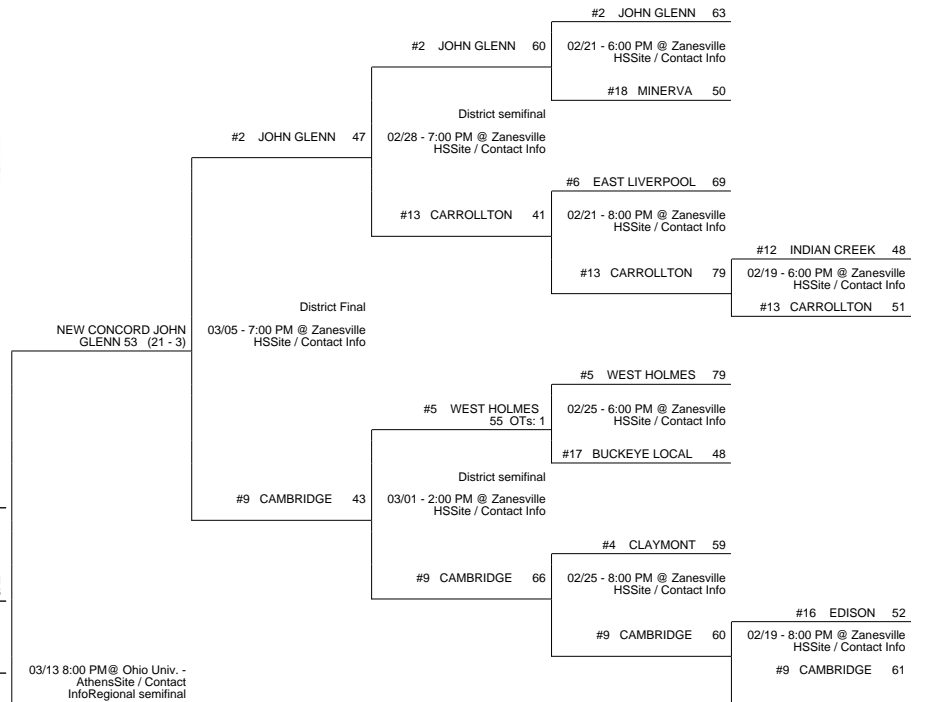 #2 JOHN GLENN 63
#2 JOHN GLENN 60
02/21 - 6:00 PM @ Zanesville
HSSite / Contact Info
#18 MINERVA 50
District semifinal
#2 JOHN GLENN 47
02/28 - 7:00 PM @ Zanesville
HSSite / Contact Info
#6 EAST LIVERPOOL 69
#13 CARROLLTON 41
02/21 - 8:00 PM @ Zanesville
HSSite / Contact Info
#12 INDIAN CREEK 48
#13 CARROLLTON 79
02/19 - 6:00 PM @ Zanesville
HSSite / Contact Info
#13 CARROLLTON 51
District Final
NEW CONCORD JOHN
GLENN 53 (21 - 3)
03/05 - 7:00 PM @ Zanesville
HSSite / Contact Info
#5 WEST HOLMES 79
#5 WEST HOLMES
55 OTs: 1
02/25 - 6:00 PM @ Zanesville
HSSite / Contact Info
#17 BUCKEYE LOCAL 48
District semifinal
#9 CAMBRIDGE 43
03/01 - 2:00 PM @ Zanesville
HSSite / Contact Info
#4 CLAYMONT 59
#9 CAMBRIDGE 66
02/25 - 8:00 PM @ Zanesville
HSSite / Contact Info
#16 EDISON 52
#9 CAMBRIDGE 60
02/19 - 8:00 PM @ Zanesville
HSSite / Contact Info
#9 CAMBRIDGE 61
03/13 8:00 PM@ Ohio Univ. -
AthensSite / Contact
InfoRegional semifinal